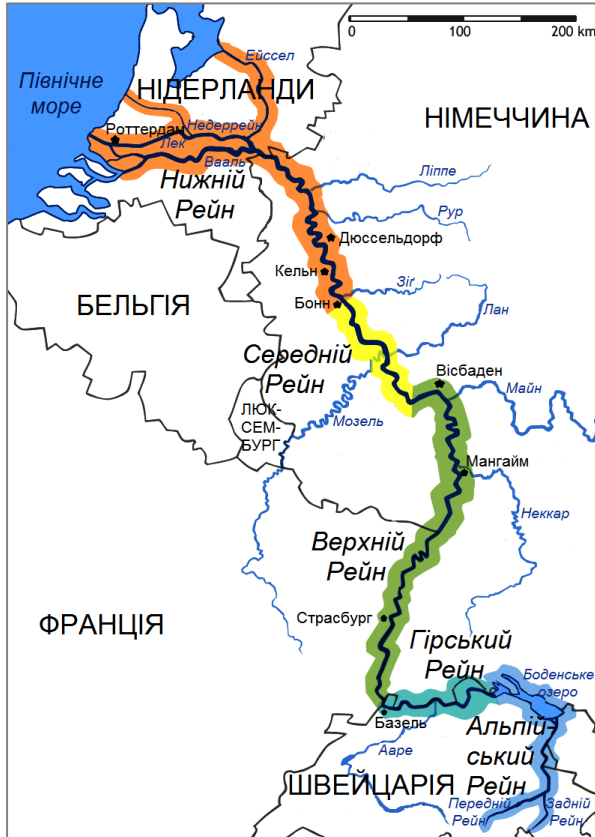 0 100 200 km
Ейссел
Північне
море
НІДЕРЛАНДИ
НІМЕЧЧИНА
Роттердам
Недеррейн
Лек
Вааль
Ліппе
Нижній
Рейн
Рур
Дюссельдорф
Кельн
Зіґ
Бонн
БЕЛЬГІЯ
Лан
Середній
Рейн
Вісбаден
Майн
ЛЮК-
СЕМ-
БУРГ
Мозель
Мангайм
Неккар
Верхній
Рейн
ФРАНЦІЯ
Страсбург
Гірський
Рейн
Боденське
озеро
Базель
Альпій-
ський
Рейн
Ааре
ШВЕЙЦАРІЯ
Передній
Рейн
Задній
Рейн